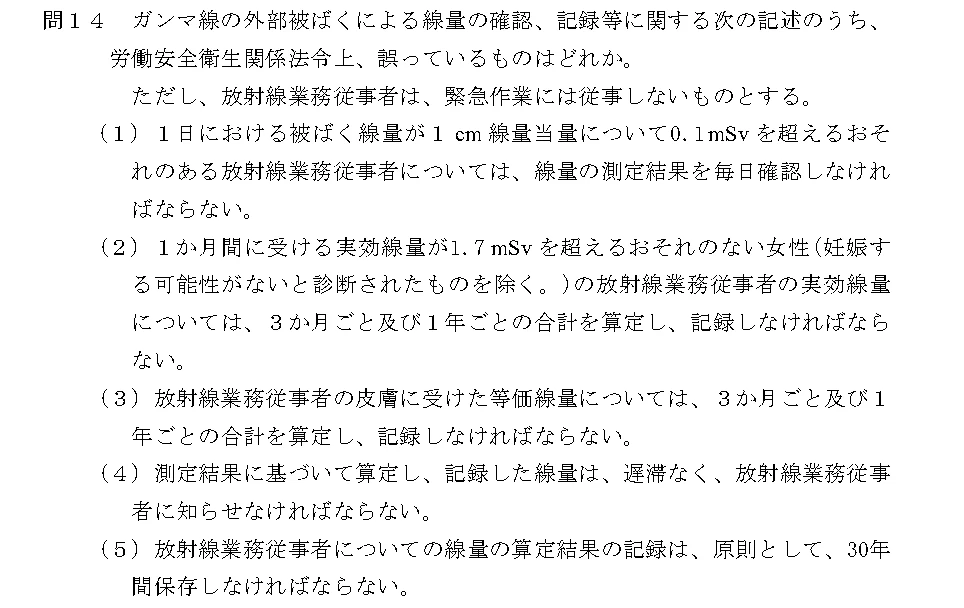 問14 ガンマ線の外部被ばくによる線量の確認、記録等に関する次の記述のうち、
労働安全衛生関係法令上、誤っているものはどれか。
ただし、放射線業務従事者は、緊急作業には従事しないものとする。
(1) 1日における被ばく線量が1 cm 線量当量について0.1mSv を超えるおそ
れのある放射線業務従事者については、線量の測定結果を毎日確認しなけれ
ばならない。
(2) 1か月間に受ける実効線量が1.7 mSv を超えるおそれのない女性(妊娠す
る可能性がないと診断されたものを除く。)の放射線業務従事者の実効線量
については、3か月ごと及び1年ごとの合計を算定し、記録しなければなら
ない。
(3) 放射線業務従事者の皮膚に受けた等価線量については、3か月ごと及び1
年ごとの合計を算定し、記録しなければならない。
(4) 測定結果に基づいて算定し、記録した線量は、遅滞なく、放射線業務従事
者に知らせなければならない。
(5) 放射線業務従事者についての線量の算定結果の記録は、原則として、30年
間保存しなければならない。